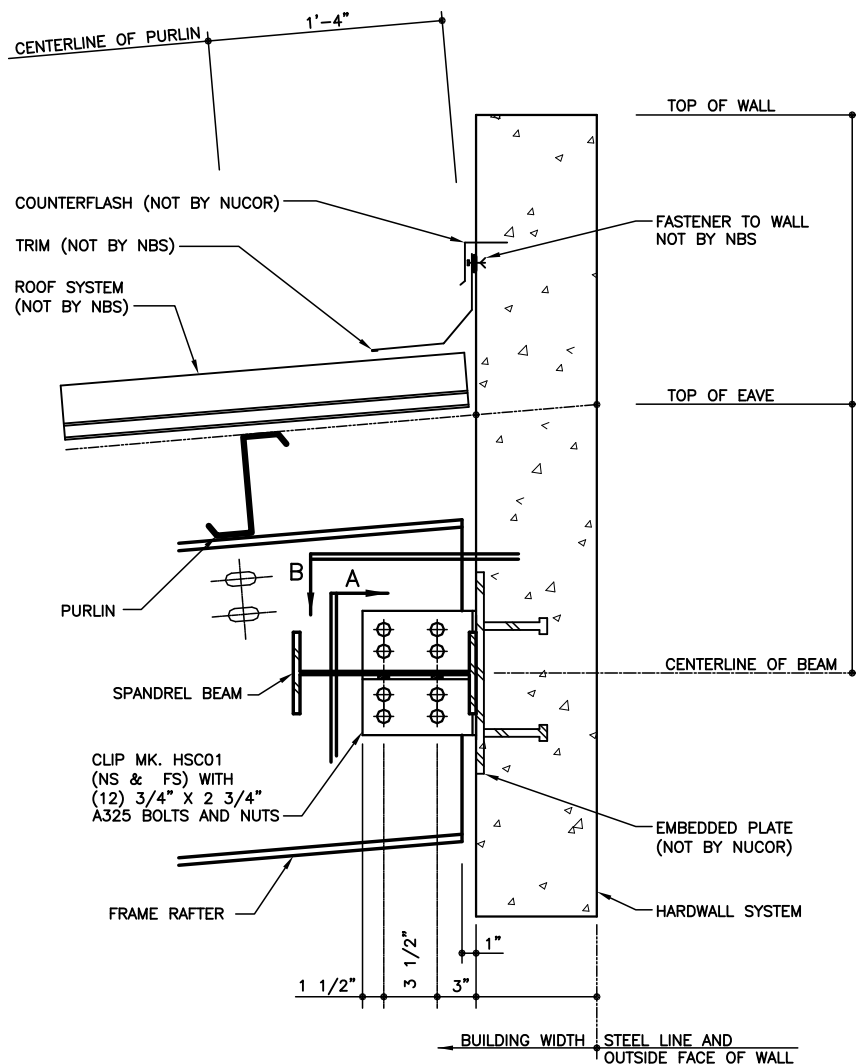 1'-4"
CENTERLINE OF PURLIN
TOP OF WALL
COUNTERFLASH (NOT BY NUCOR)
FASTENER TO WALL
NOT BY NBS
TRIM (NOT BY NBS)
ROOF SYSTEM
(NOT BY NBS)
TOP OF EAVE
B
A
PURLIN
CENTERLINE OF BEAM
SPANDREL BEAM
CLIP MK. HSC01
(NS & FS) WITH
(12) 3/4" X 2 3/4"
A325 BOLTS AND NUTS
EMBEDDED PLATE
(NOT BY NUCOR)
FRAME RAFTER
HARDWALL SYSTEM
1"
1 1/2"
3 1/2"
3"
BUILDING WIDTH
STEEL LINE AND
OUTSIDE FACE OF WALL